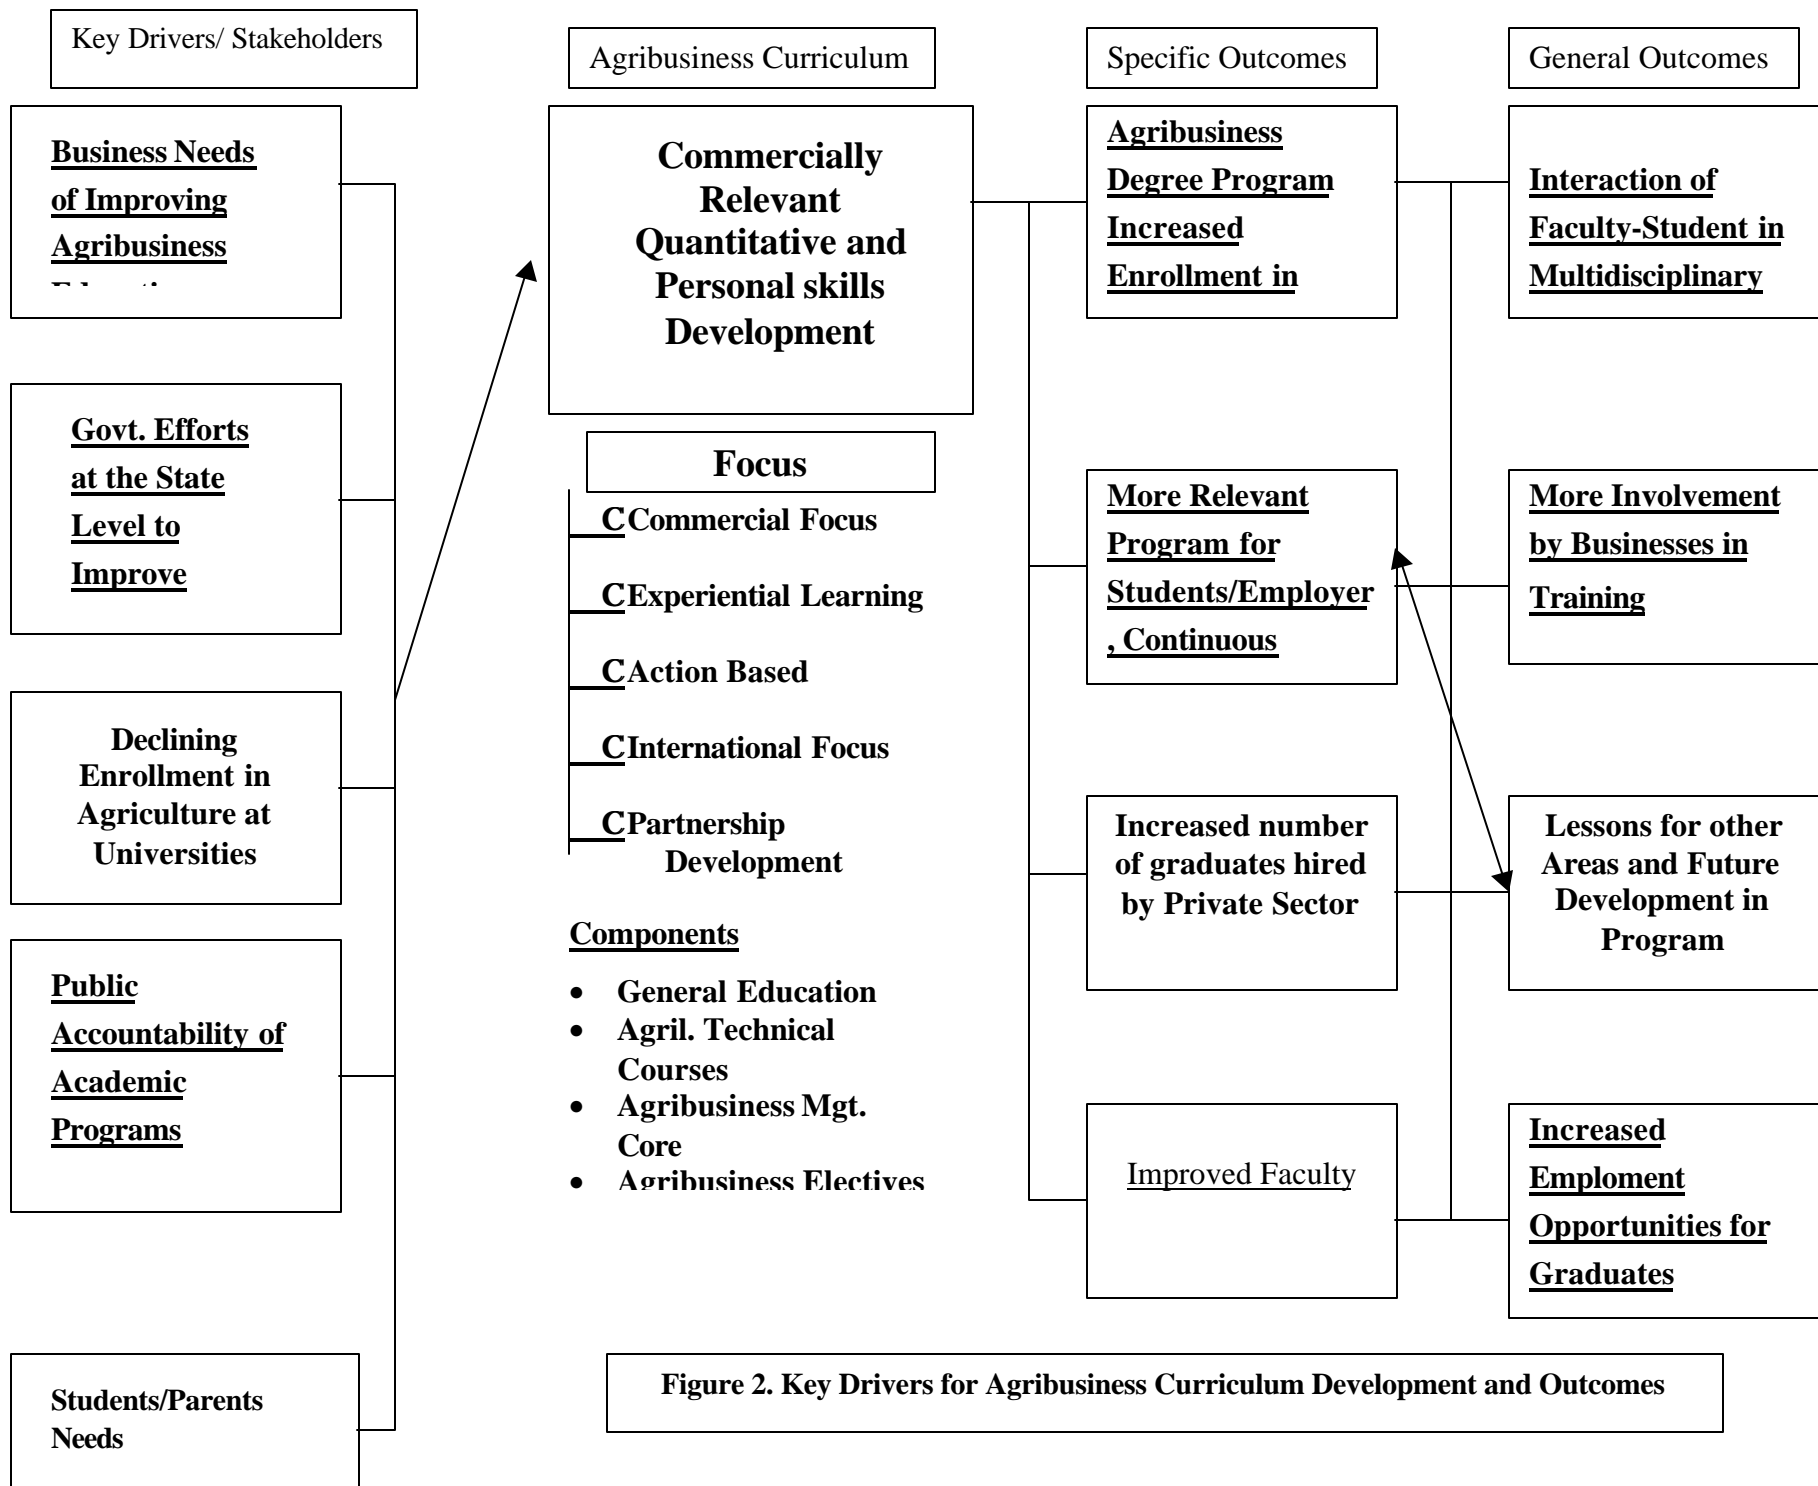 Key Drivers/ Stakeholders
Agribusiness Curriculum
Specific Outcomes
General Outcomes
Business Needs
of Improving
Agribusiness
Commercially
Relevant
Quantitative and
Personal skills
Development
Agribusiness
Degree Program
Increased
Enrollment in
Interaction of
Faculty-Student in
Multidisciplinary
Govt. Efforts
at the State
Level to
Improve
Focus
CCommercial Focus
CExperiential Learning
CAction Based
CInternational Focus
CPartnership
Development
More Relevant
Program for
Students/Employer
, Continuous
More Involvement
by Businesses in
Training
Declining
Enrollment in
Agriculture at
Universities
Increased number
of graduates hired
by Private Sector
Lessons for other
Areas and Future
Development in
Program
Public
Accountability of
Academic
Programs
Components
• General Education
• Agril. Technical
Courses
• Agribusiness Mgt.
Core
• Agribusiness Electives
Improved Faculty
Increased
Emploment
Opportunities for
Graduates
Students/Parents
Needs
Figure 2. Key Drivers for Agribusiness Curriculum Development and Outcomes